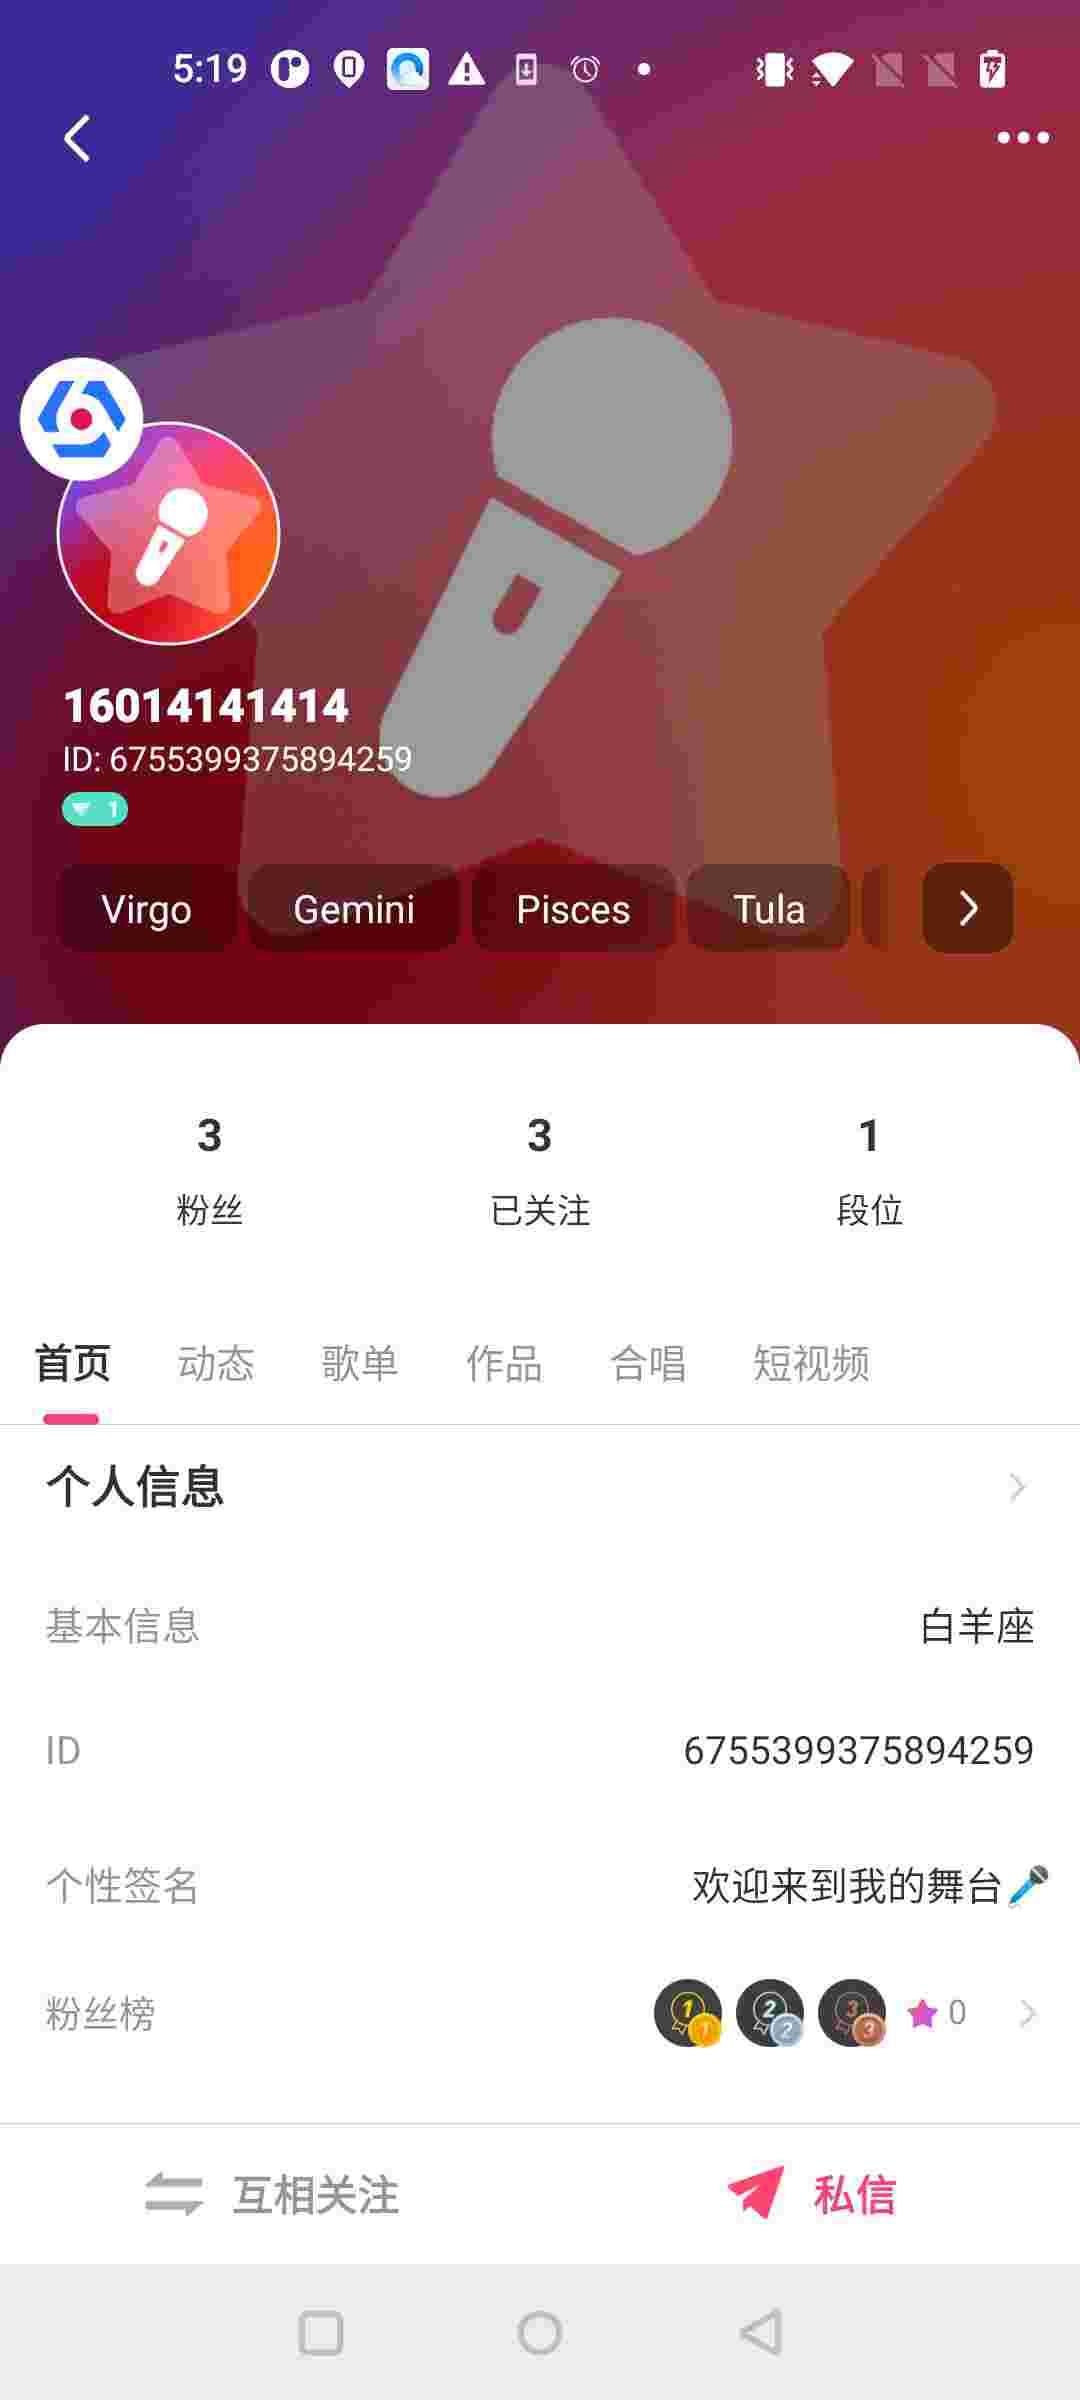 5:19
16014141414
ID: 6755399375894259
1
Virgo Gemini Pisces Tula
3 3 1
粉丝 已关注 段位
首页 动态 歌单 作品 合唱 短视频
个人信息
基本信息 白羊座
ID 6755399375894259
个性签名 欢迎来到我的舞台🎤
粉丝榜 1 1 2 2 3 3 0
互相关注 私信